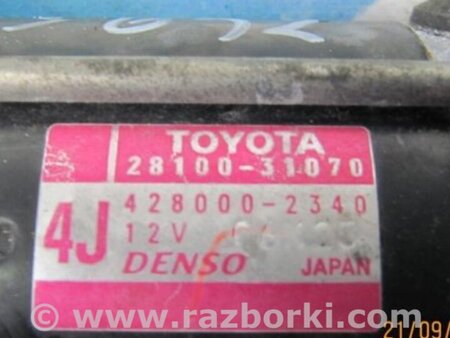 TOYOTA
28100-31070
4J
428000-2340
12V
DENSO
JAPAN
www.razborki.com
21/09